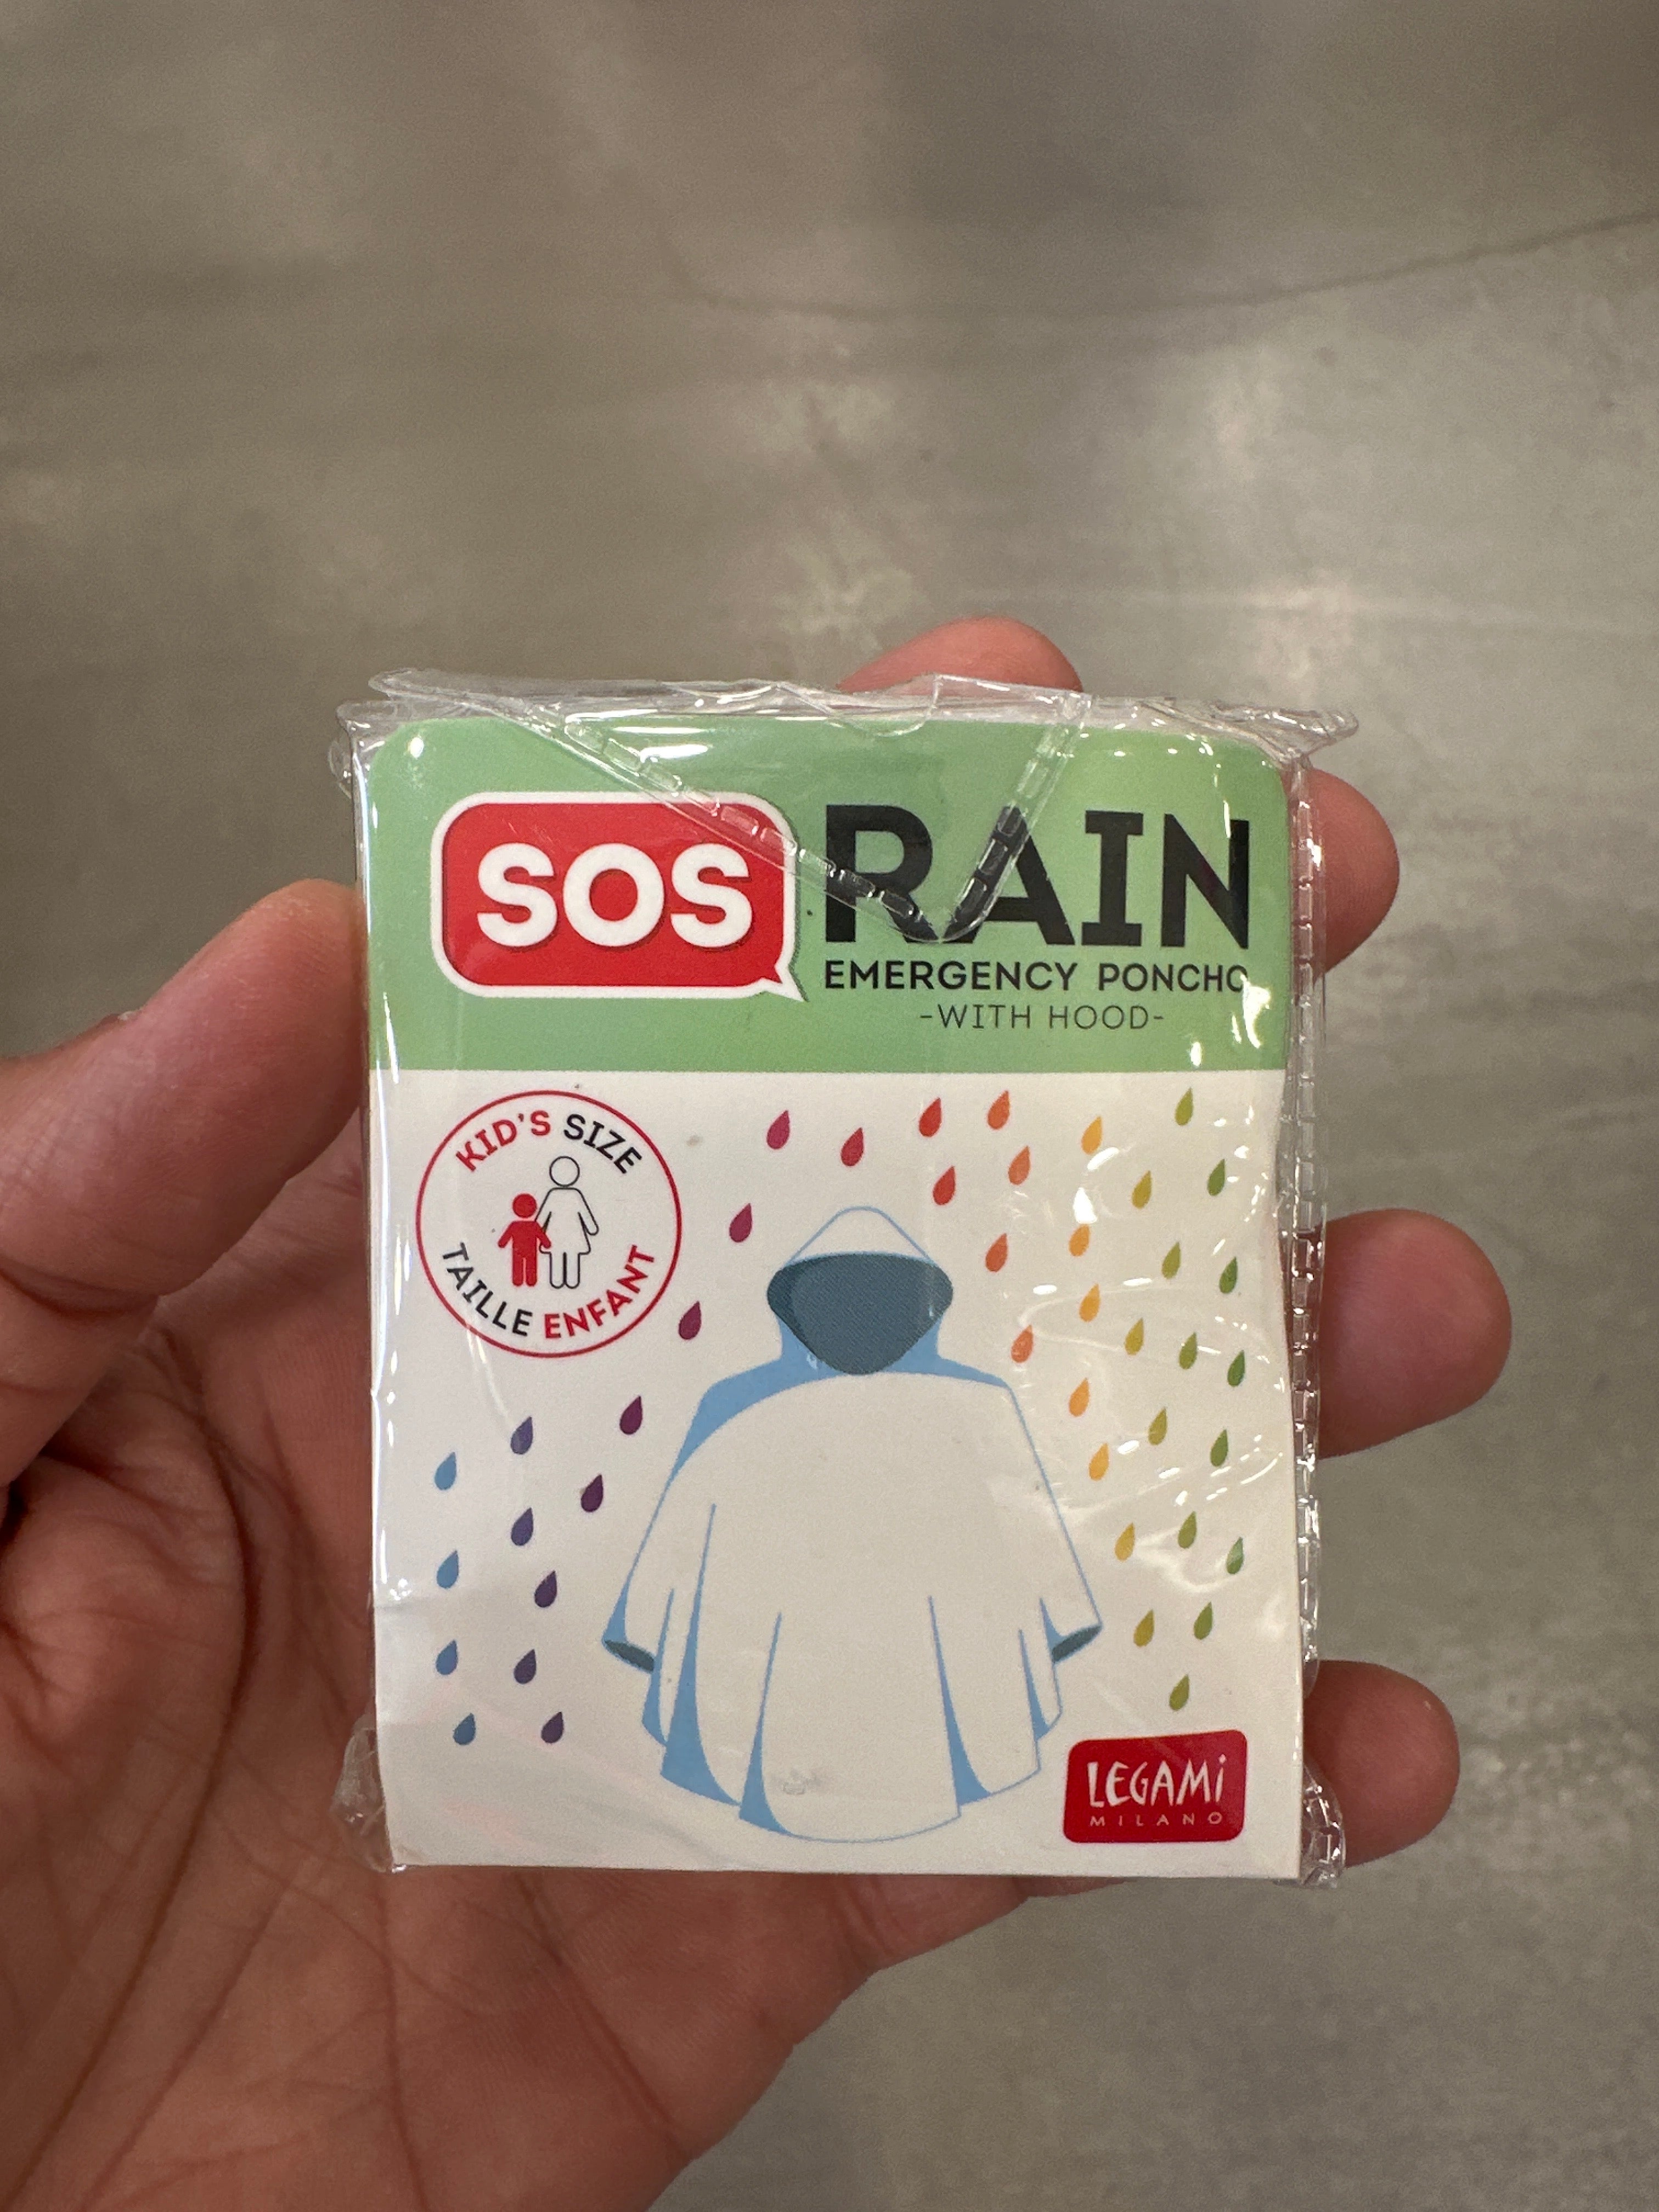 SOS RAIN
EMERGENCY PONCHO
-WITH HOOD-
KID'S SIZE
TAILLE ENFANT
LEGAMi
MILANO